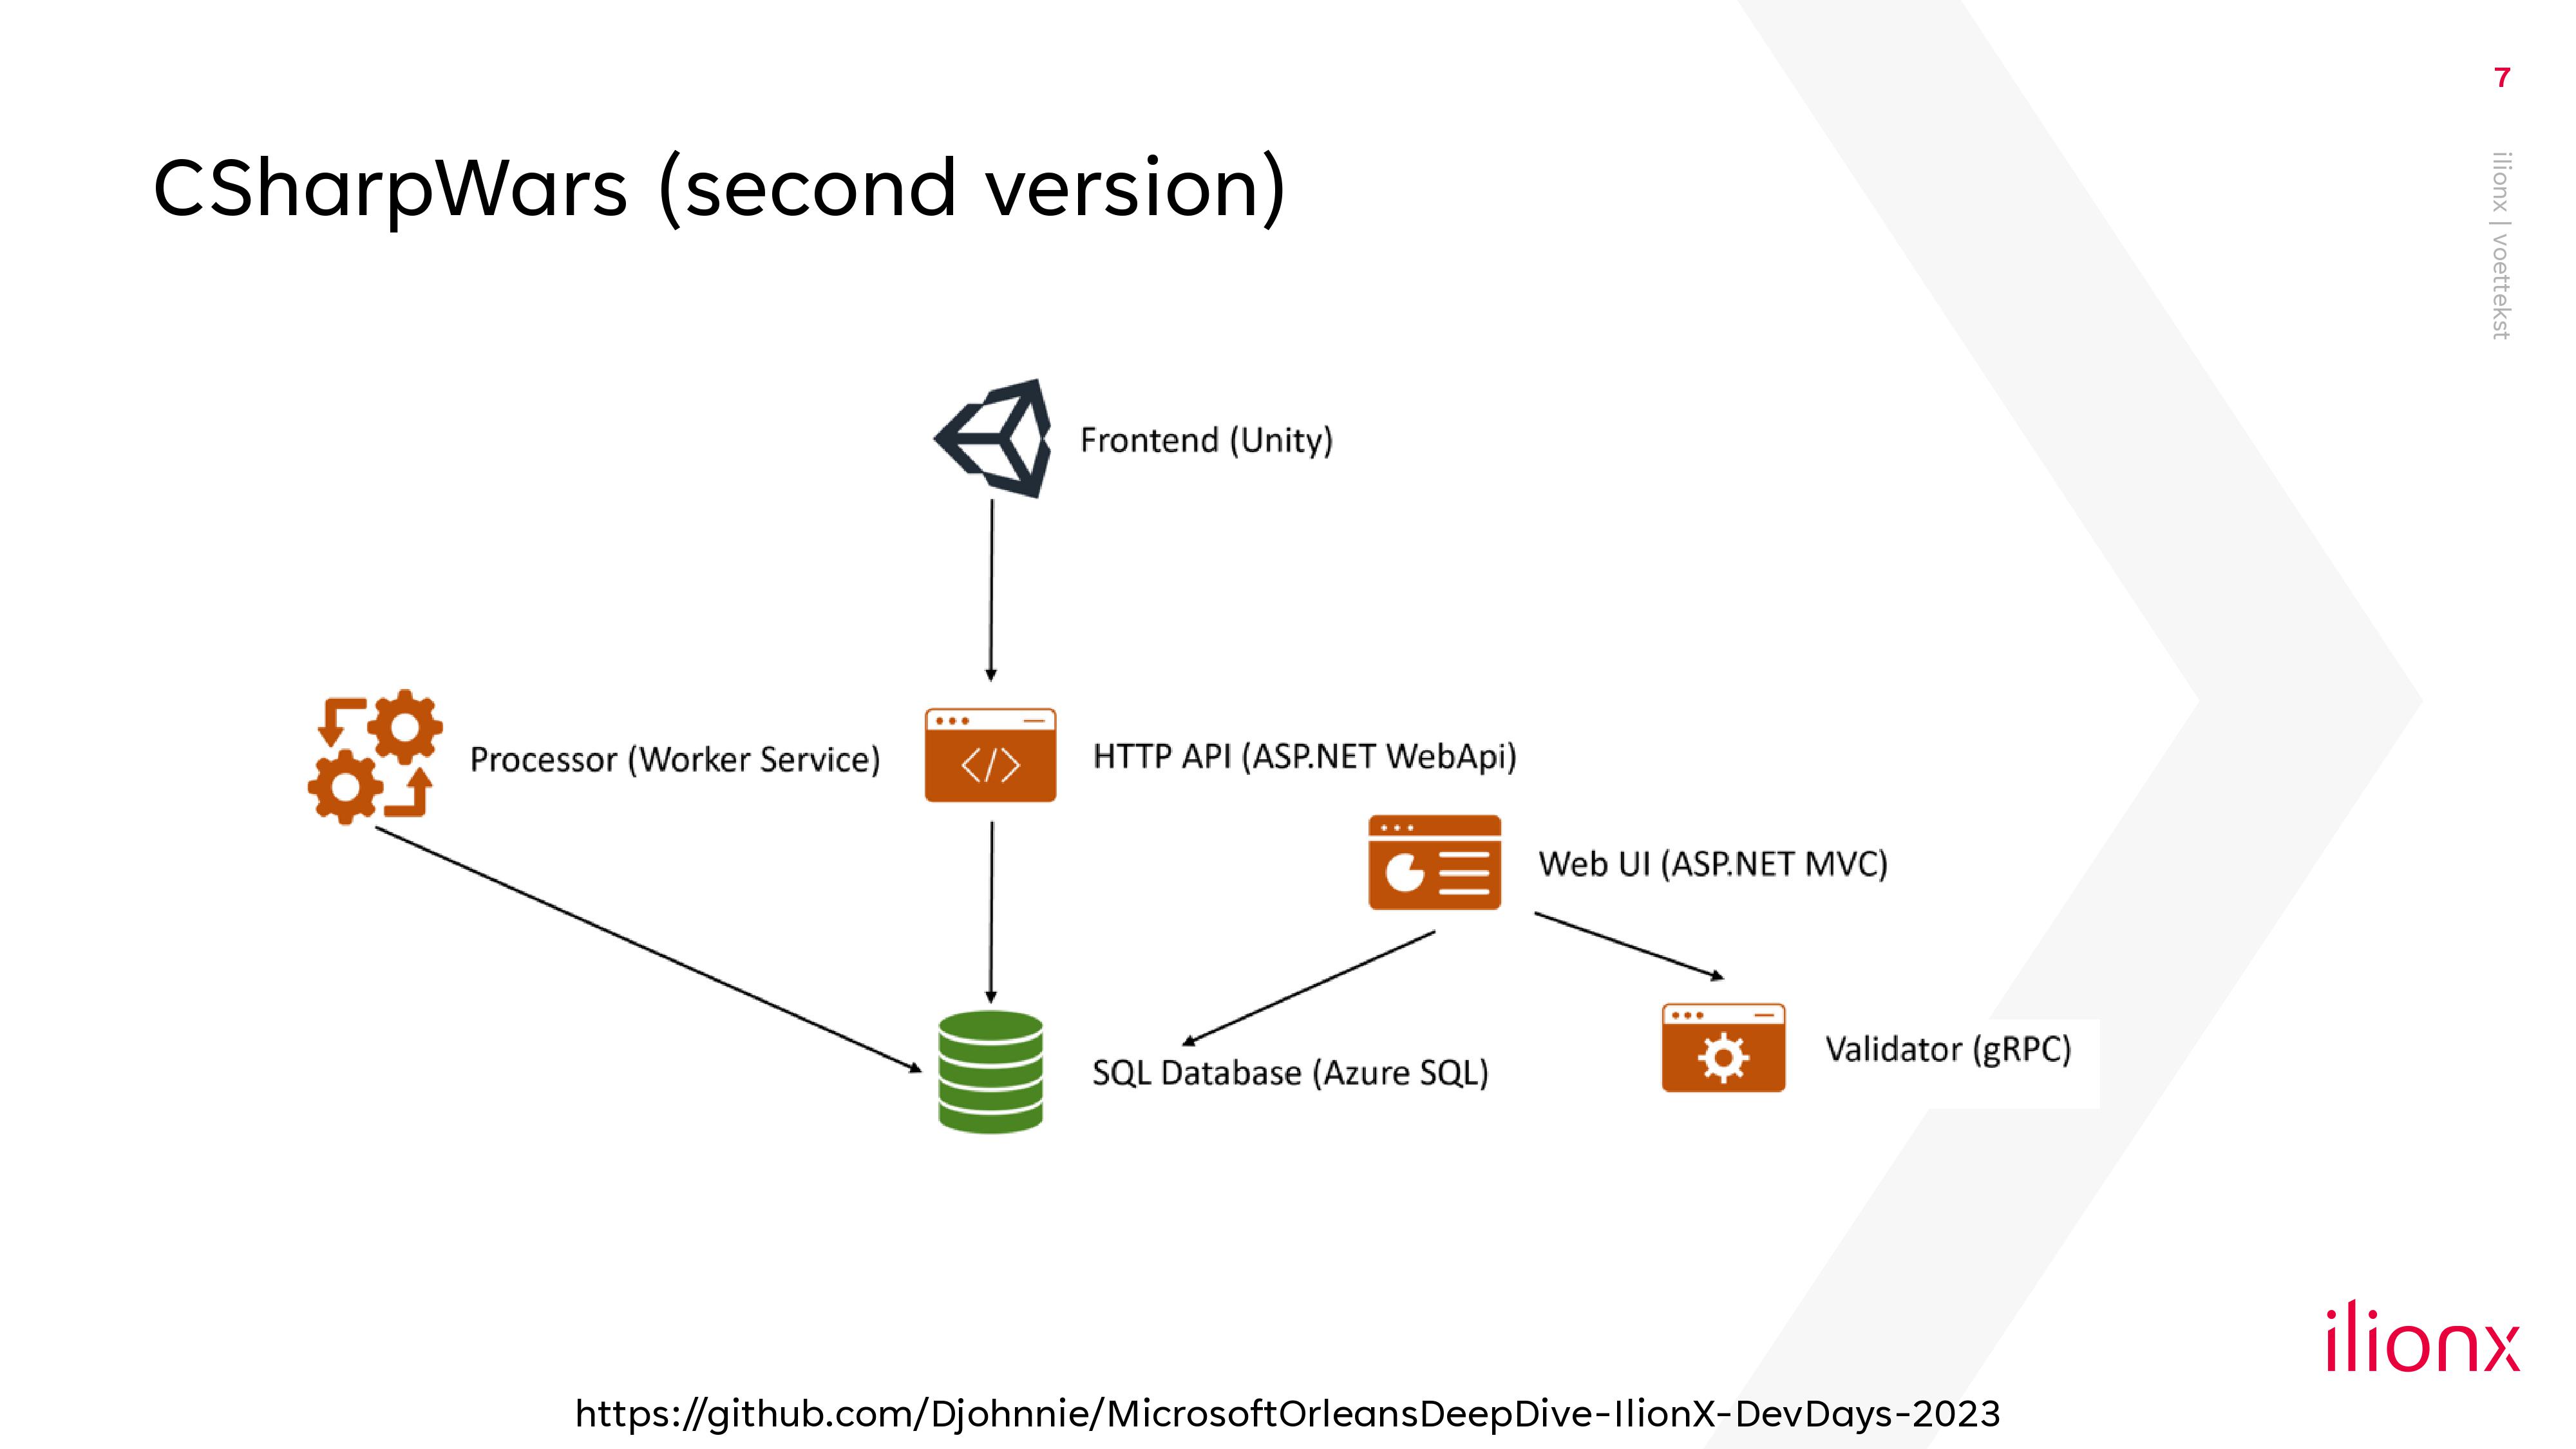 7
ilionx | voettekst
CSharpWars (second version)
Frontend (Unity)
Processor (Worker Service)
</>
HTTP API (ASP.NET WebApi)
Web UI (ASP.NET MVC)
SQL Database (Azure SQL)
Validator (gRPC)
ilionx
https://github.com/Djohnnie/MicrosoftOrleansDeepDive-IlionX-DevDays-2023